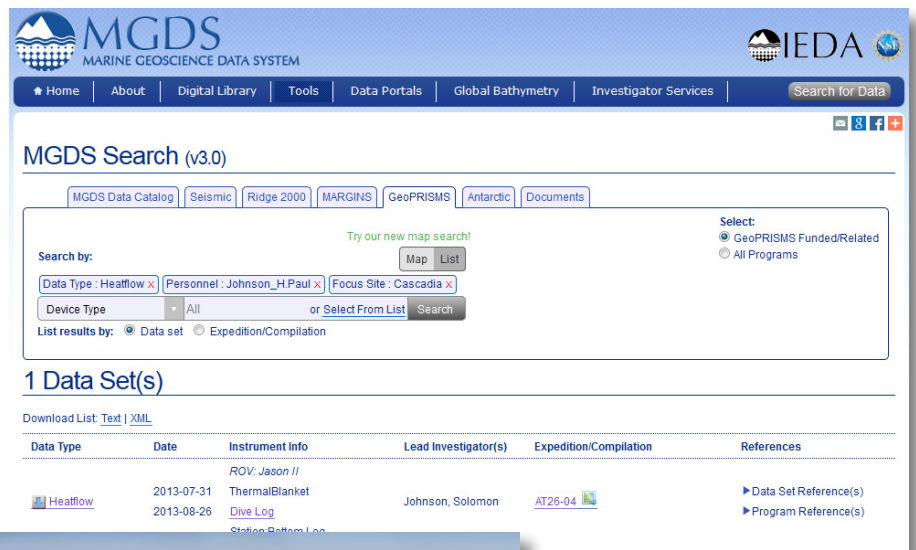 MGDS
MARINE GEOSCIENCE DATA SYSTEM
IEDA NSF
Home About Digital Library Tools Data Portals Global Bathymetry Investigator Services Search for Data
MGDS Search (v3.0)
MGDS Data Catalog Seismic Ridge 2000 MARGINS GeoPRISMS Antarctic Documents
Select:
Try our new map search!
GeoPRISMS Funded/Related
Search by: Map List
All Programs
Data Type : Heatflow x Personnel : Johnson_H.Paul x Focus Site : Cascadia x
Device Type All or Select From List Search
List results by: Data set Expedition/Compilation
1 Data Set(s)
Download List: Text | XML
Data Type Date Instrument Info Lead Investigator(s) Expedition/Compilation References
ROV: Jason II
2013-07-31 ThermalBlanket Data Set Reference(s)
Heatflow Johnson, Solomon AT26-04
2013-08-26 Dive Log Program Reference(s)
Station:Bottom Log